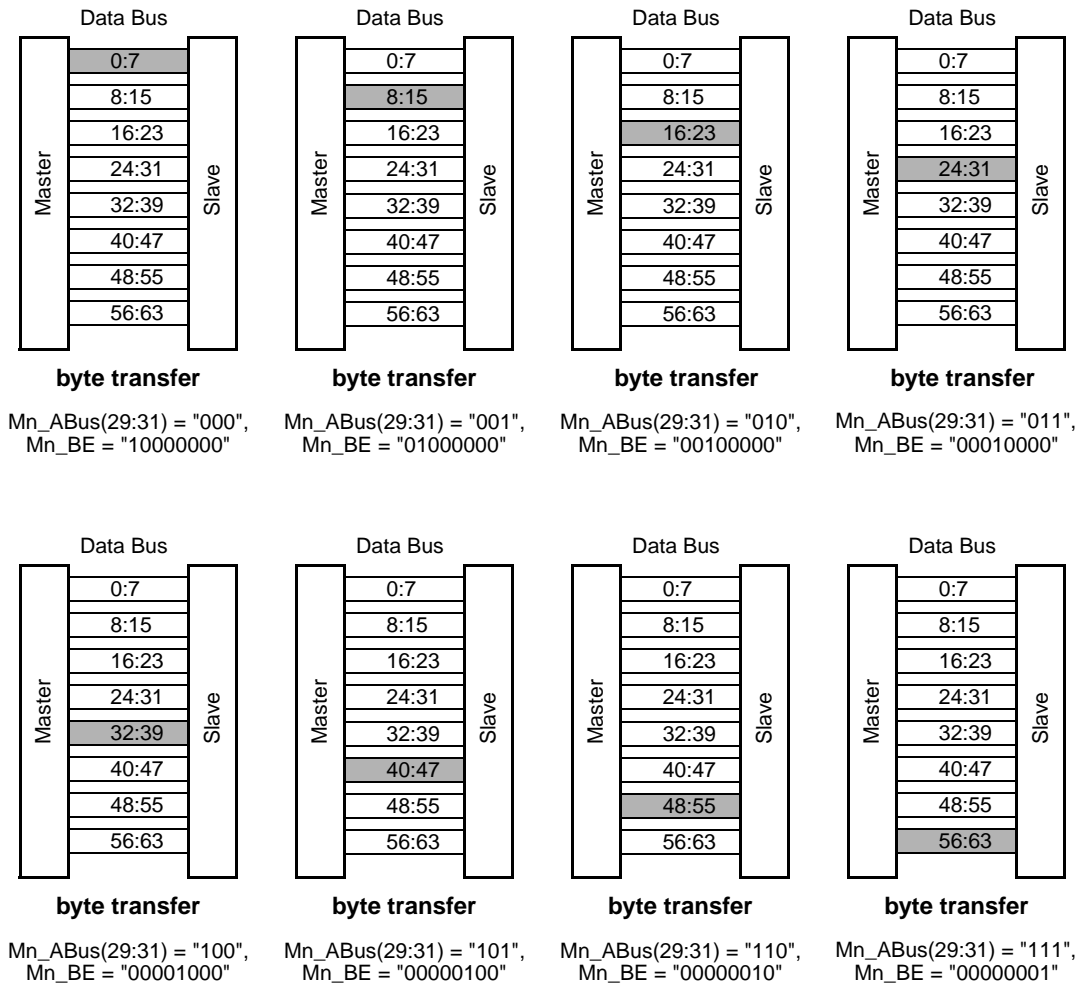 Data Bus
Master
0:7
8:15
16:23
24:31
32:39
40:47
48:55
56:63
Slave
byte transfer
Mn_ABus(29:31) = "000",
Mn_BE = "10000000"
Data Bus
Master
0:7
8:15
16:23
24:31
32:39
40:47
48:55
56:63
Slave
byte transfer
Mn_ABus(29:31) = "001",
Mn_BE = "01000000"
Data Bus
Master
0:7
8:15
16:23
24:31
32:39
40:47
48:55
56:63
Slave
byte transfer
Mn_ABus(29:31) = "010",
Mn_BE = "00100000"
Data Bus
Master
0:7
8:15
16:23
24:31
32:39
40:47
48:55
56:63
Slave
byte transfer
Mn_ABus(29:31) = "011",
Mn_BE = "00010000"
Data Bus
Master
0:7
8:15
16:23
24:31
32:39
40:47
48:55
56:63
Slave
byte transfer
Mn_ABus(29:31) = "100",
Mn_BE = "00001000"
Data Bus
Master
0:7
8:15
16:23
24:31
32:39
40:47
48:55
56:63
Slave
byte transfer
Mn_ABus(29:31) = "101",
Mn_BE = "00000100"
Data Bus
Master
0:7
8:15
16:23
24:31
32:39
40:47
48:55
56:63
Slave
byte transfer
Mn_ABus(29:31) = "110",
Mn_BE = "00000010"
Data Bus
Master
0:7
8:15
16:23
24:31
32:39
40:47
48:55
56:63
Slave
byte transfer
Mn_ABus(29:31) = "111",
Mn_BE = "00000001"